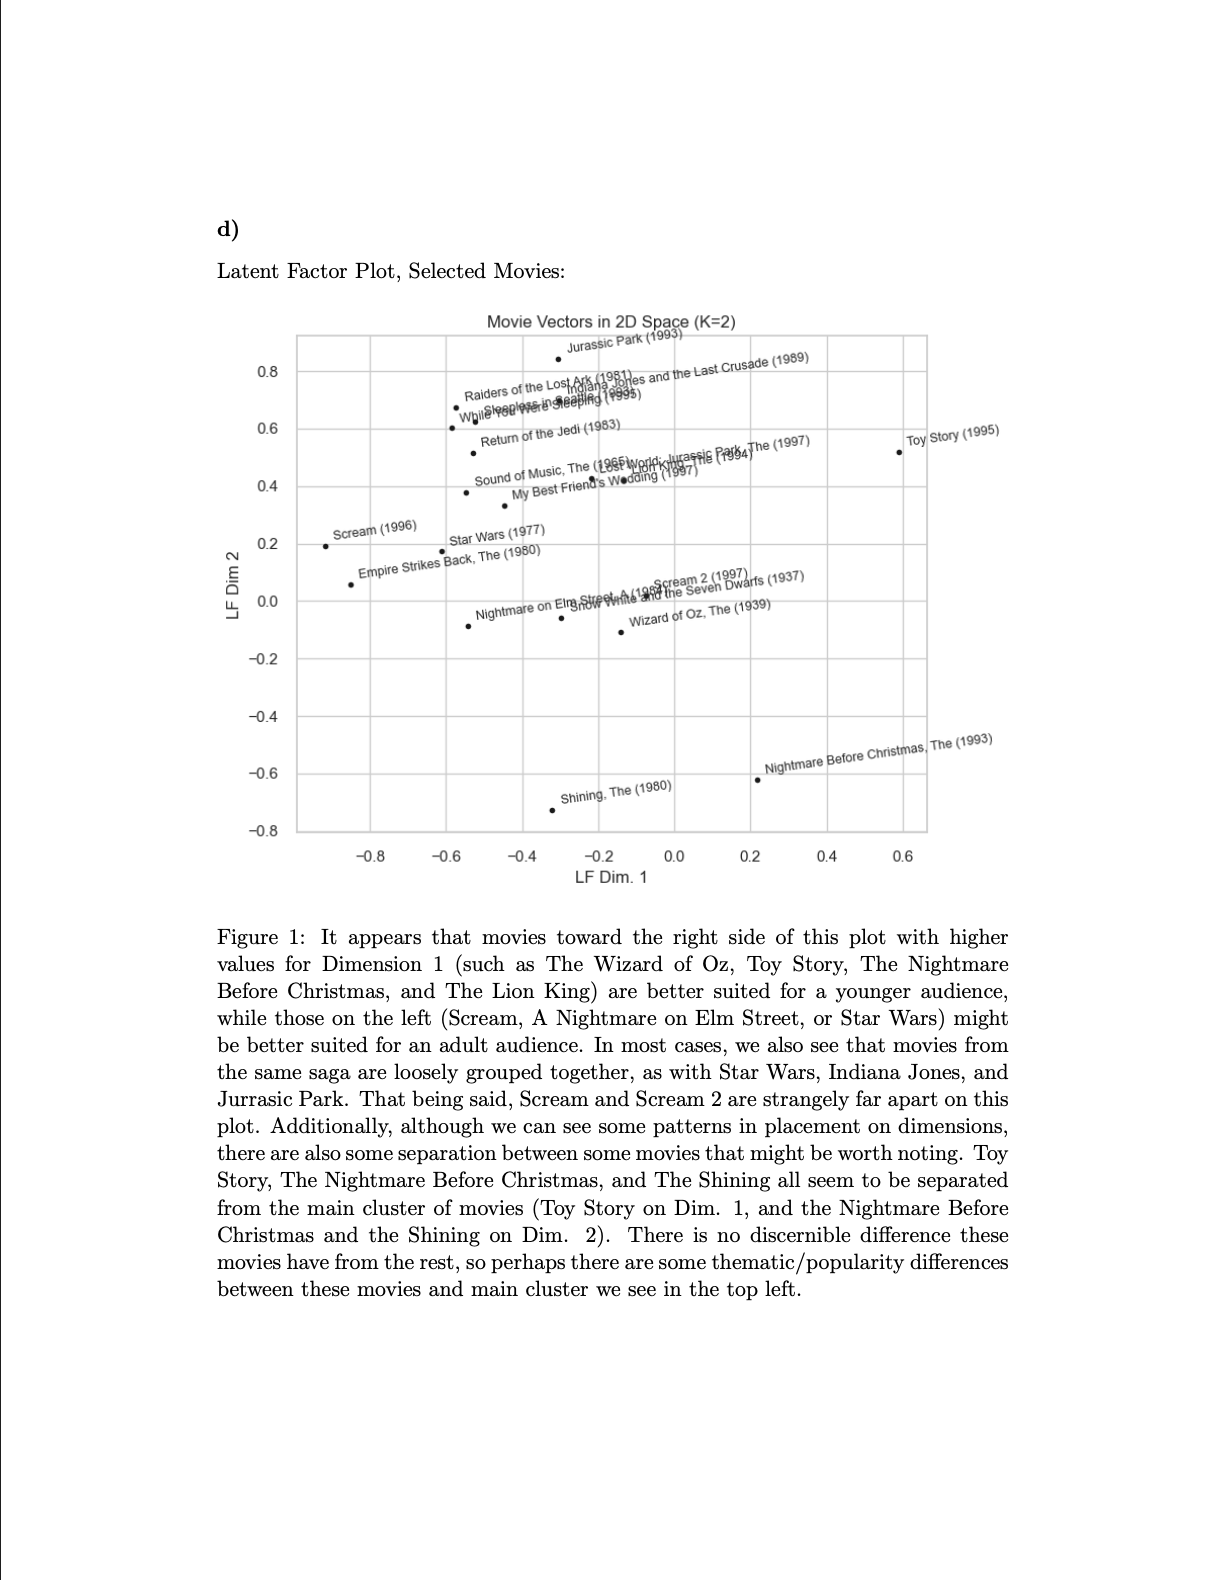 d)
Latent Factor Plot, Selected Movies:
Movie Vectors in 2D Space (K=2)
Jurassic Park (1993)
Indiana Jones and the Last Crusade (1989)
Raiders of the Lost Ark (1981)
Sleepless in Seattle (1993)
While You Were Sleeping (1995)
Return of the Jedi (1983)
Toy Story (1995)
Lost World: Jurassic Park, The (1997)
Lion King, The (1994)
Sound of Music, The (1965)
My Best Friend's Wedding (1997)
Scream (1996)
Star Wars (1977)
Empire Strikes Back, The (1980)
Scream 2 (1997)
Snow White and the Seven Dwarfs (1937)
Nightmare on Elm Street, A (1984)
Wizard of Oz, The (1939)
Nightmare Before Christmas, The (1993)
Shining, The (1980)
0.8
0.6
0.4
0.2
0.0
−0.2
−0.4
−0.6
−0.8
LF Dim 2
−0.8 −0.6 −0.4 −0.2 0.0 0.2 0.4 0.6
LF Dim. 1
Figure 1: It appears that movies toward the right side of this plot with higher
values for Dimension 1 (such as The Wizard of Oz, Toy Story, The Nightmare
Before Christmas, and The Lion King) are better suited for a younger audience,
while those on the left (Scream, A Nightmare on Elm Street, or Star Wars) might
be better suited for an adult audience. In most cases, we also see that movies from
the same saga are loosely grouped together, as with Star Wars, Indiana Jones, and
Jurrasic Park. That being said, Scream and Scream 2 are strangely far apart on this
plot. Additionally, although we can see some patterns in placement on dimensions,
there are also some separation between some movies that might be worth noting. Toy
Story, The Nightmare Before Christmas, and The Shining all seem to be separated
from the main cluster of movies (Toy Story on Dim. 1, and the Nightmare Before
Christmas and the Shining on Dim. 2). There is no discernible difference these
movies have from the rest, so perhaps there are some thematic/popularity differences
between these movies and main cluster we see in the top left.